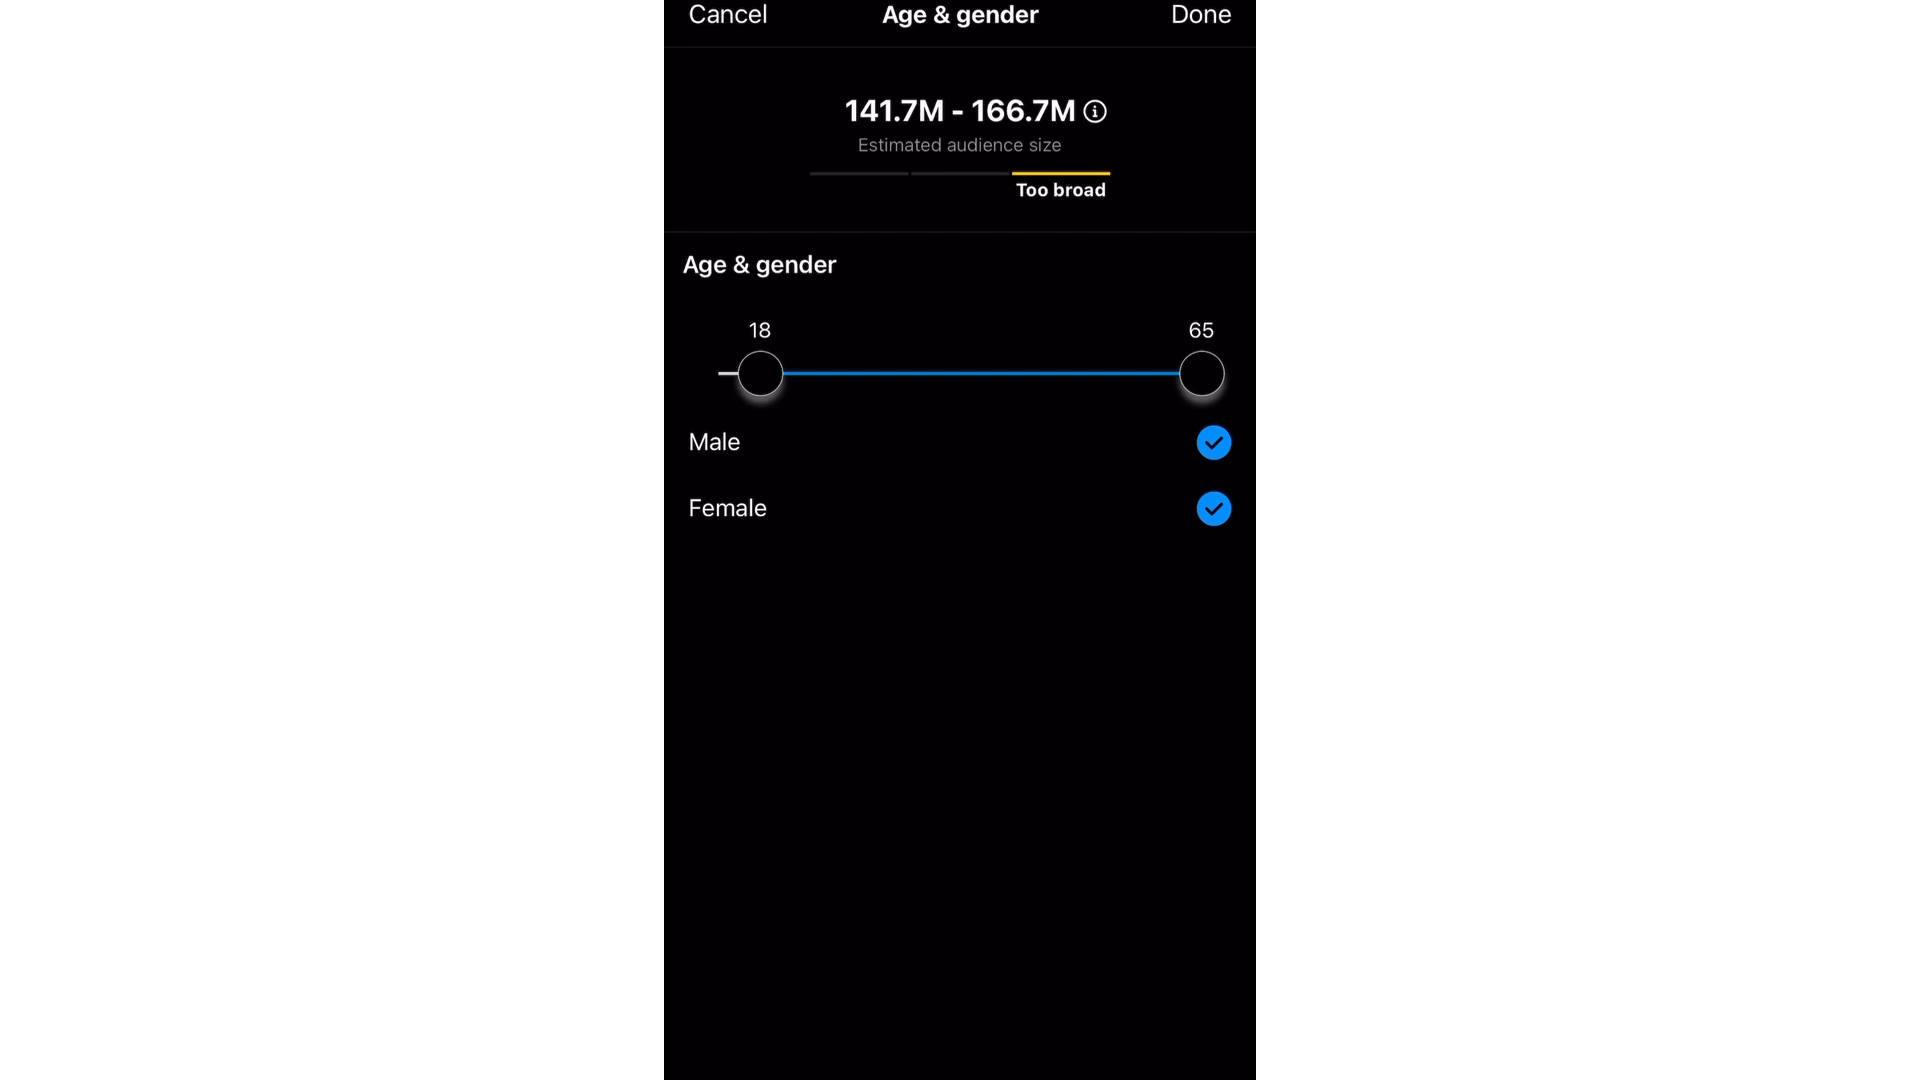 Cancel Age & gender Done
141.7M - 166.7M
Estimated audience size
Too broad
Age & gender
18 65
Male
Female